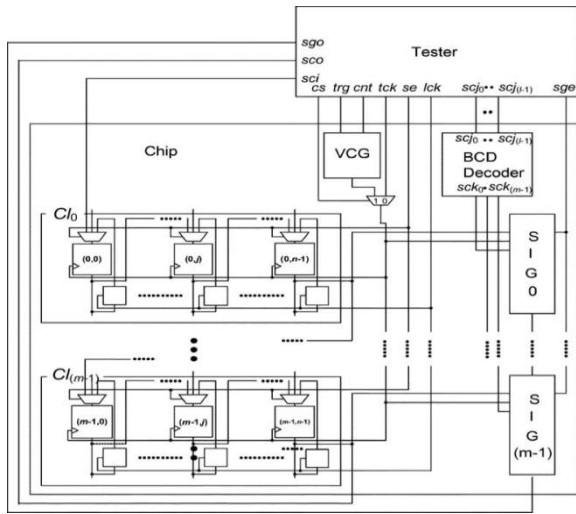 Tester
sgo
sco
sci
cs trg cnt tck se lck scj0 •• scj(l-1) sge
Chip
VCG
scj0 •• scj(l-1)
BCD
Decoder
sck0 • sck(m-1)
1 0
Cl0
(0,0) (0,j) (0,n-1)
S
I
G
0
Cl(m-1)
(m-1,0) (m-1,j) (m-1,n-1)
S
I
G
(m-1)